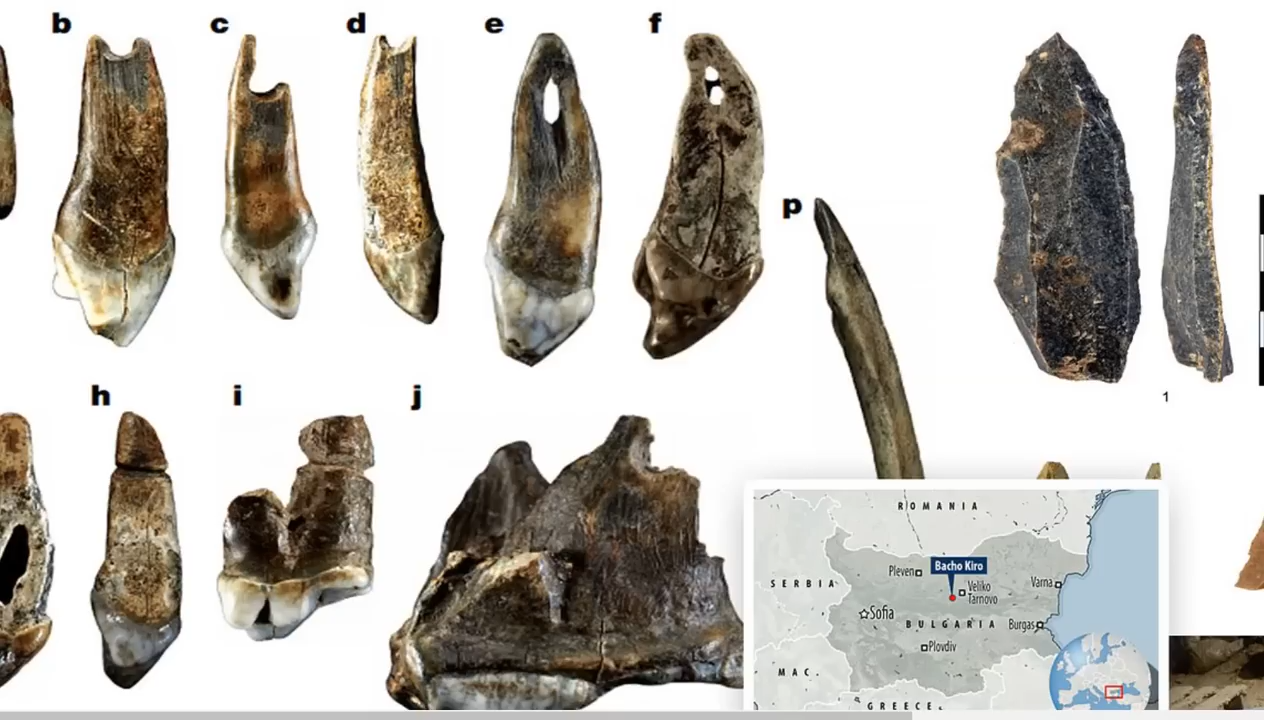 b
c
d
e
f
p
1
h
i
j
ROMANIA
Pleven
Bacho Kiro
Veliko
Tarnovo
Varna
SERBIA
Sofia
BULGARIA
Burgas
Plovdiv
MAC.
GREECE